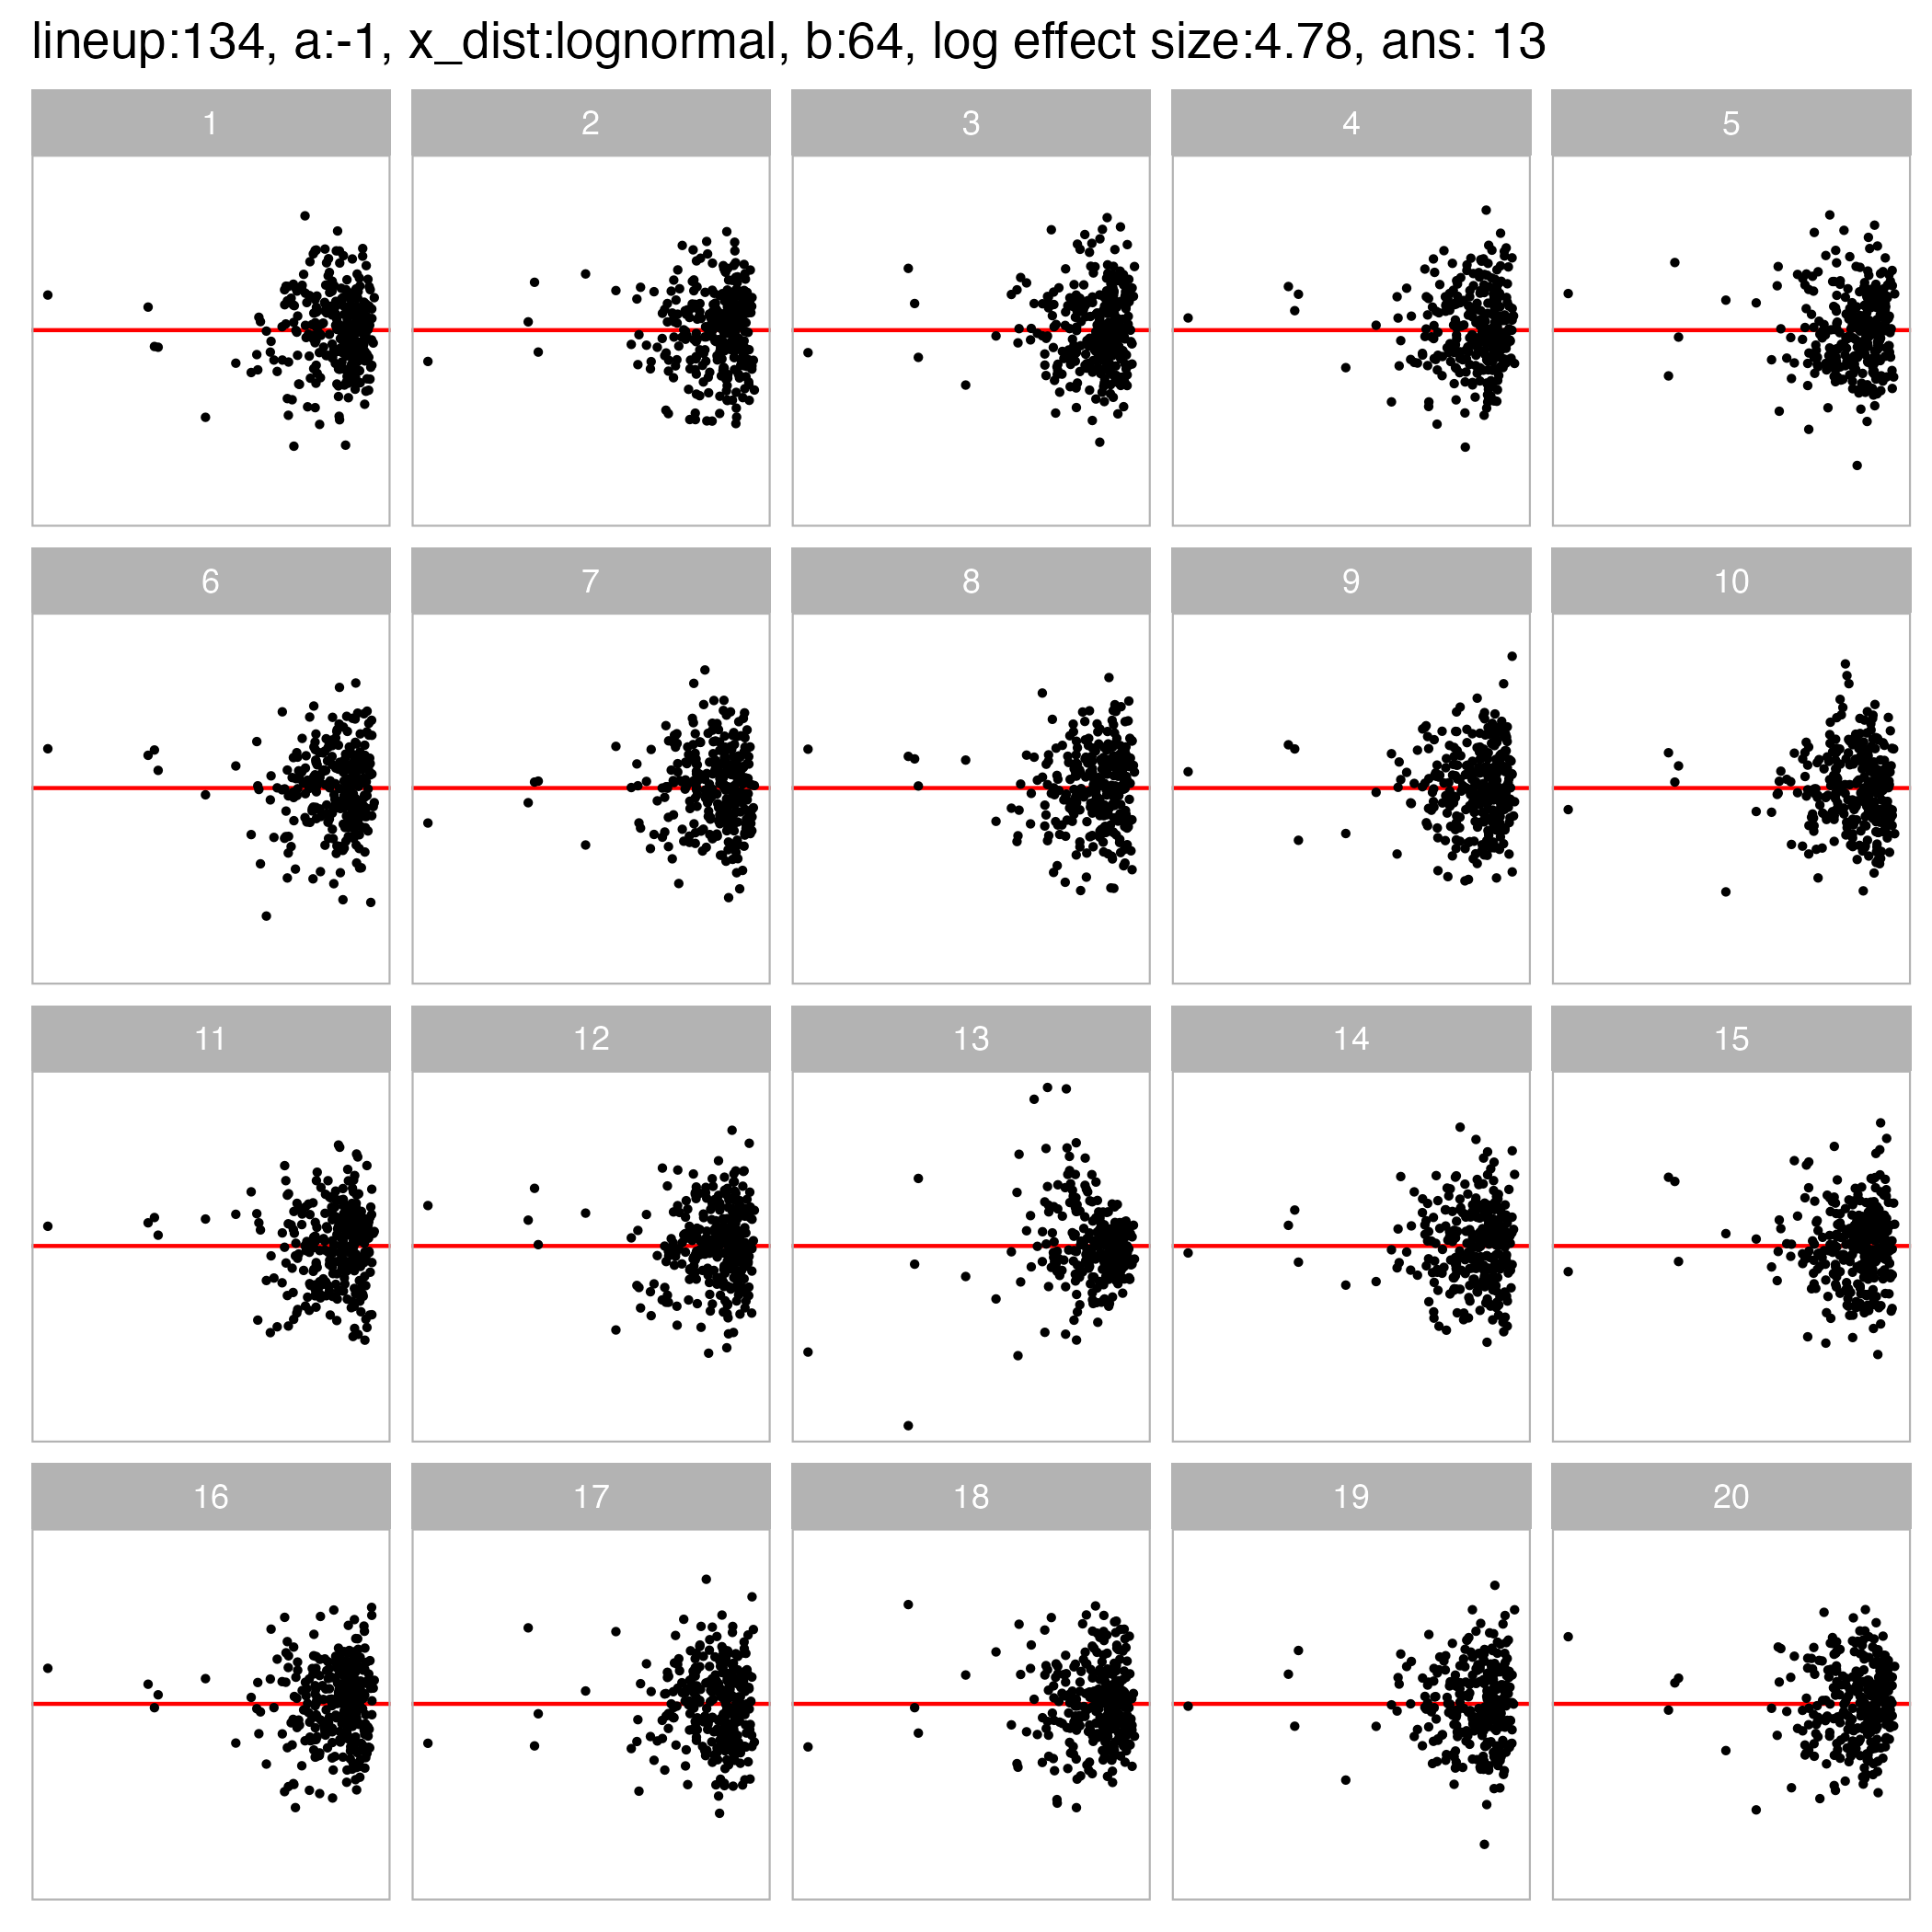 lineup:134, a:-1, x_dist:lognormal, b:64, log effect size:4.78, ans: 13
1 2 3 4 5
6 7 8 9 10
11 12 13 14 15
16 17 18 19 20